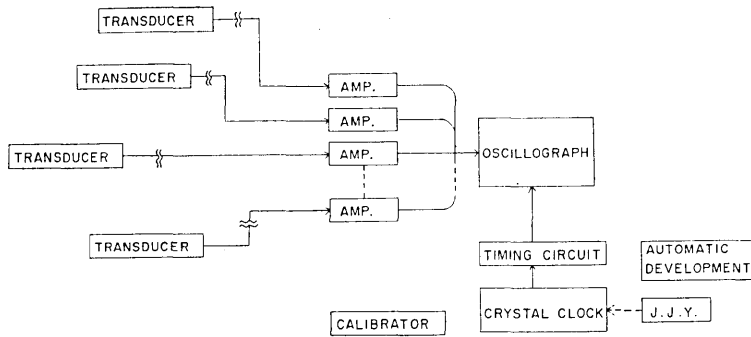 TRANSDUCER
TRANSDUCER
AMP.
AMP.
TRANSDUCER
AMP.
OSCILLOGRAPH
AMP.
TRANSDUCER
TIMING CIRCUIT
AUTOMATIC
DEVELOPMENT
CALIBRATOR
CRYSTAL CLOCK
J.J.Y.